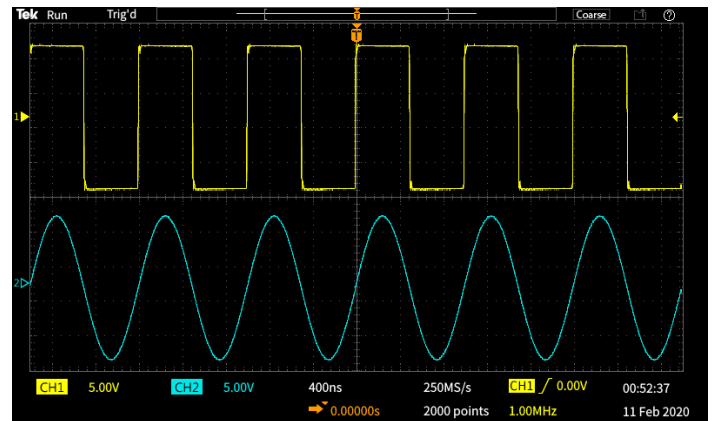 Tek Run Trig'd [ ] Coarse ?
T
1
2
CH1 5.00V CH2 5.00V 400ns 250MS/s CH1 0.00V 00:52:37
0.00000s 2000 points 1.00MHz 11 Feb 2020